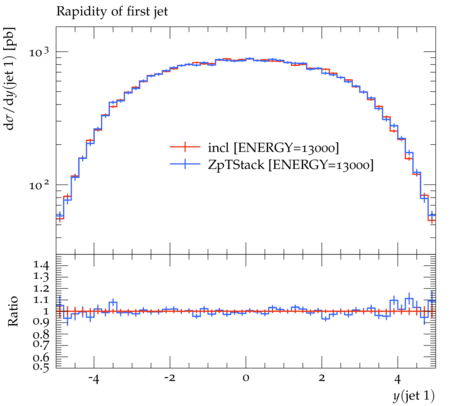 Rapidity of first jet
dσ/dy(jet 1) [pb]
10³
10²
incl [ENERGY=13000]
ZpTStack [ENERGY=13000]
Ratio
1.4
1.3
1.2
1.1
1
0.9
0.8
0.7
0.6
0.5
-4 -2 0 2 4
y(jet 1)